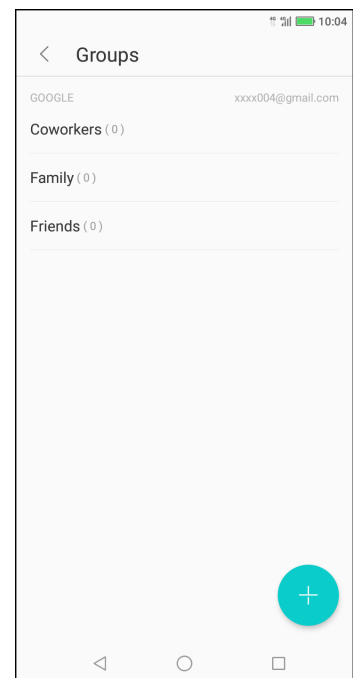 10:04
Groups
GOOGLE xxxx004@gmail.com
Coworkers ( 0 )
Family ( 0 )
Friends ( 0 )